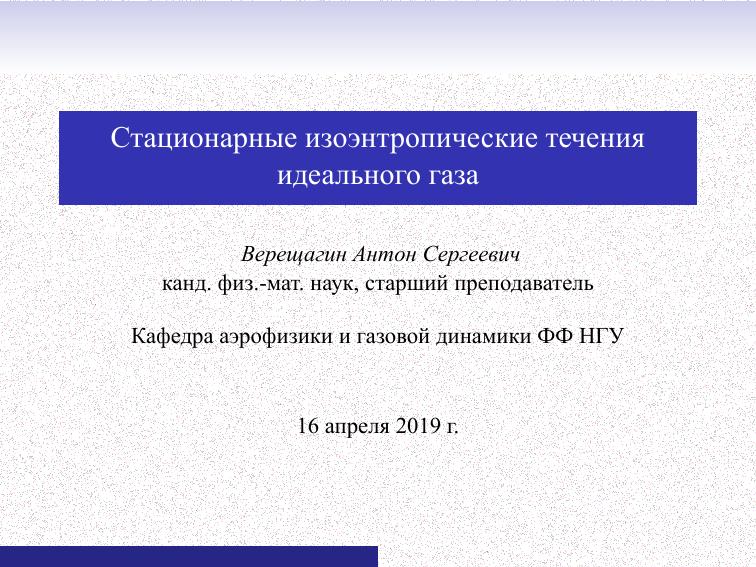 Стационарные изоэнтропические течения
идеального газа
Верещагин Антон Сергеевич
канд. физ.-мат. наук, старший преподаватель
Кафедра аэрофизики и газовой динамики ФФ НГУ
16 апреля 2019 г.